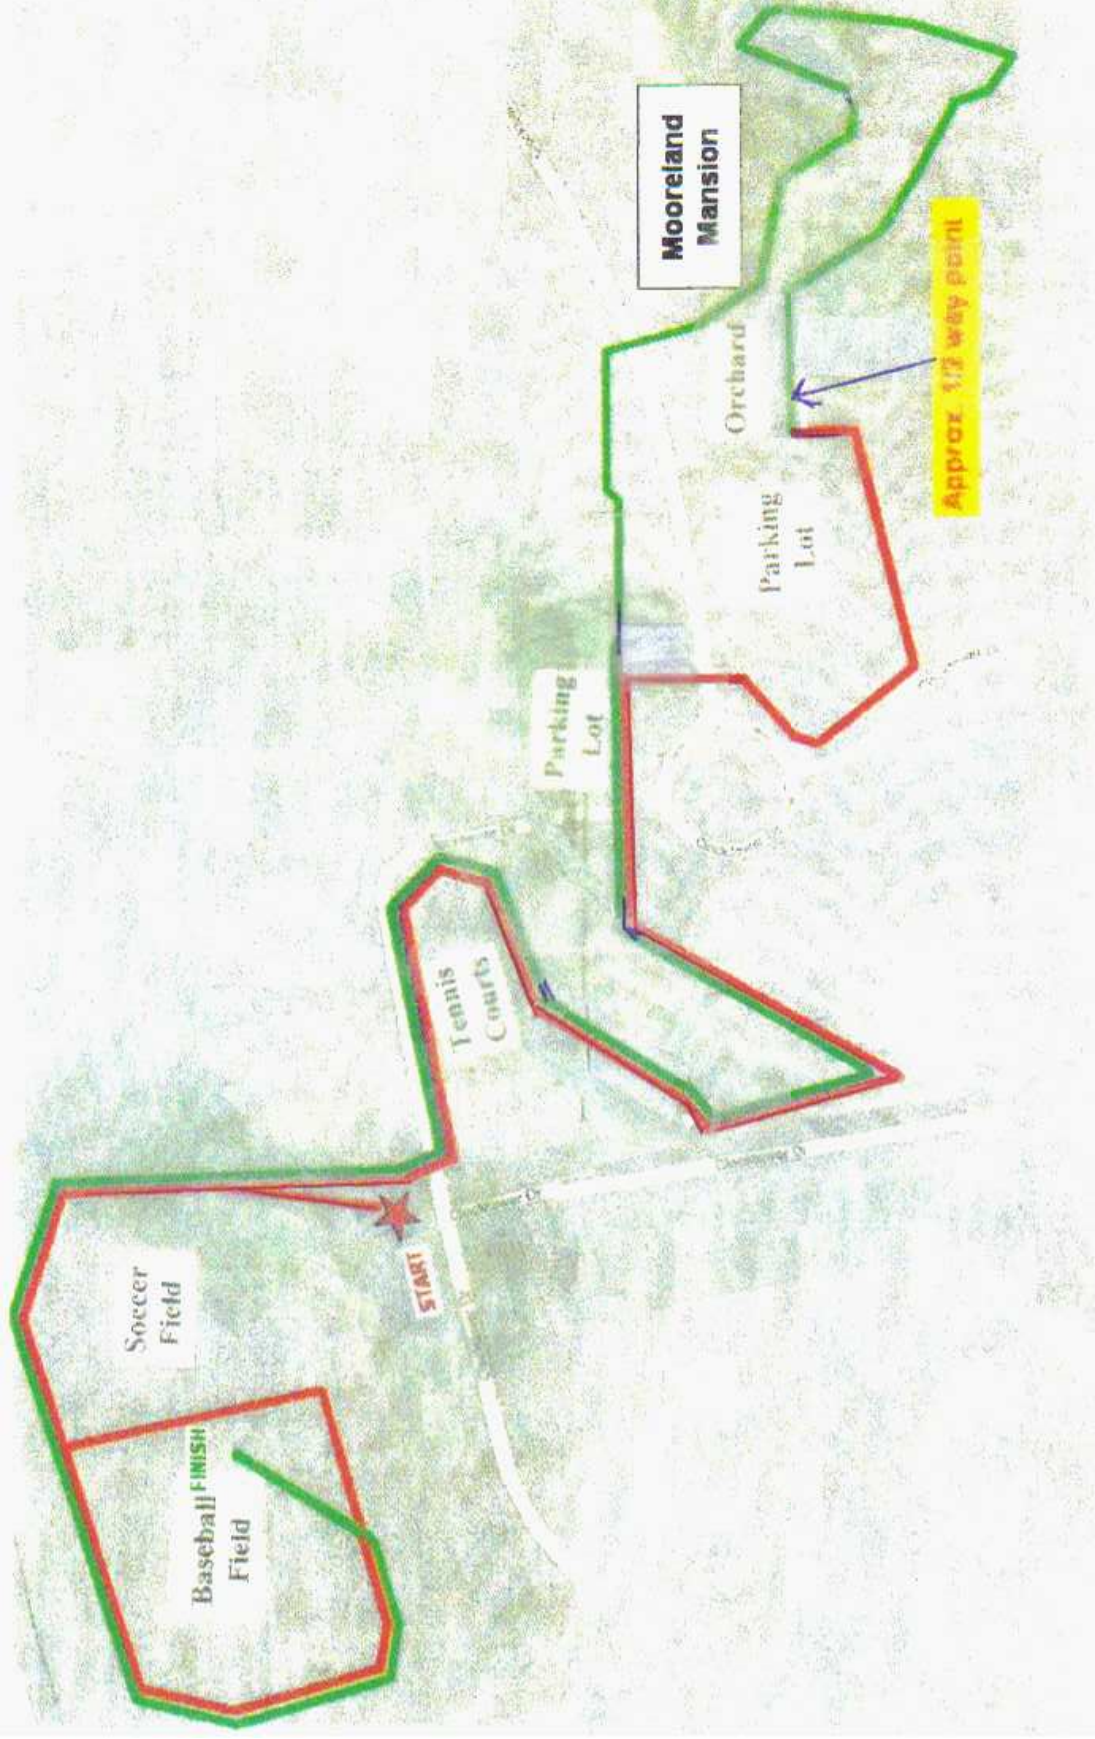 Mooreland
Mansion
Orchard
Approx. 1/2 way point
Parking
Lot
Parking
Lot
Tennis
Courts
START
Soccer
Field
FINISH
Baseball
Field